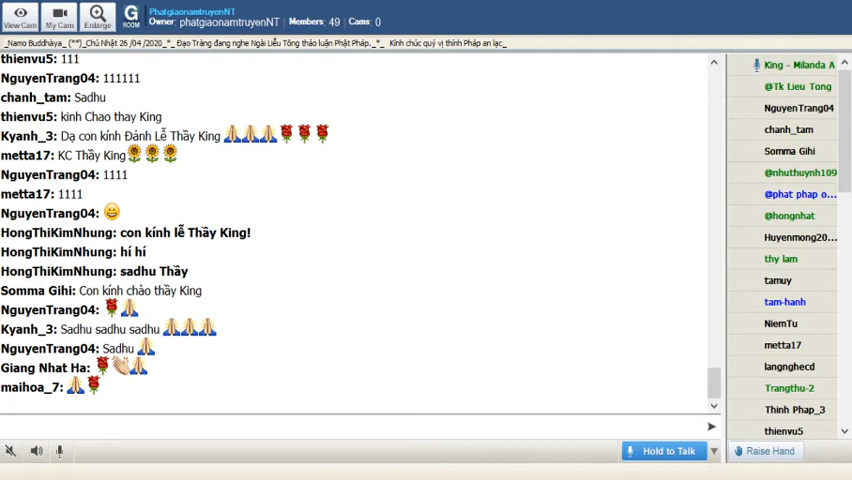 View Cam
My Cam
Enlarge
G
ROOM
PhatgiaonamtruyenNT
Owner: phatgiaonamtruyenNT Members: 49 Cams: 0
_Namo Buddhàya_ (**)_Chủ Nhật 26 /04 /2020_*_ Đạo Tràng đang nghe Ngài Liễu Tông thảo luận Phật Pháp._*_ Kính chúc quý vị thính Pháp an lạc_
thienvu5: 111
NguyenTrang04: 111111
chanh_tam: Sadhu
thienvu5: kinh Chao thay King
Kyanh_3: Dạ con kính Đảnh Lễ Thầy King
metta17: KC Thầy King
NguyenTrang04: 1111
metta17: 1111
NguyenTrang04:
HongThiKimNhung: con kính lễ Thầy King!
HongThiKimNhung: hí hí
HongThiKimNhung: sadhu Thầy
Somma Gihi: Con kính chào thầy King
NguyenTrang04:
Kyanh_3: Sadhu sadhu sadhu
NguyenTrang04: Sadhu
Giang Nhat Ha:
maihoa_7:
King - Milanda A
@Tk Lieu Tong
NguyenTrang04
chanh_tam
Somma Gihi
@nhuthuynh109
@phat phap o...
@hongnhat
Huyenmong20...
thy lam
tamuy
tam-hanh
NiemTu
metta17
langnghecd
Trangthu-2
Thinh Phap_3
thienvu5
Hold to Talk
Raise Hand